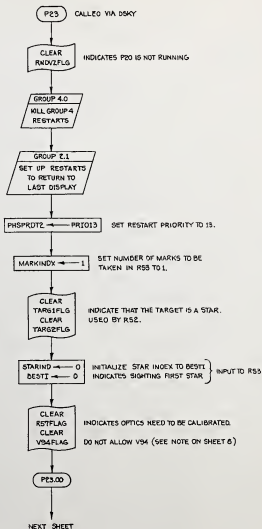 P23 CALLED VIA DSKY
CLEAR
RNDVZFLG
INDICATES P20 IS NOT RUNNING
GROUP 4.0
KILL GROUP 4
RESTARTS
GROUP 2.1
SET UP RESTARTS
TO RETURN TO
LAST DISPLAY
PHSPRDT2 ← PRIO13 SET RESTART PRIORITY TO 13.
MARKINDX ← 1
SET NUMBER OF MARKS TO BE
TAKEN IN R53 TO 1.
CLEAR
TARG1FLG
CLEAR
TARG2FLG
INDICATE THAT THE TARGET IS A STAR.
USED BY R52.
STARIND ← 0 INITIALIZE STAR INDEX TO BESTI
BESTI ← 0 INDICATES SIGHTING FIRST STAR
INPUT TO R53
CLEAR
R57FLAG
CLEAR
V94FLAG
INDICATES OPTICS NEED TO BE CALIBRATED.
DO NOT ALLOW V94 (SEE NOTE ON SHEET 8)
P23.00
NEXT SHEET